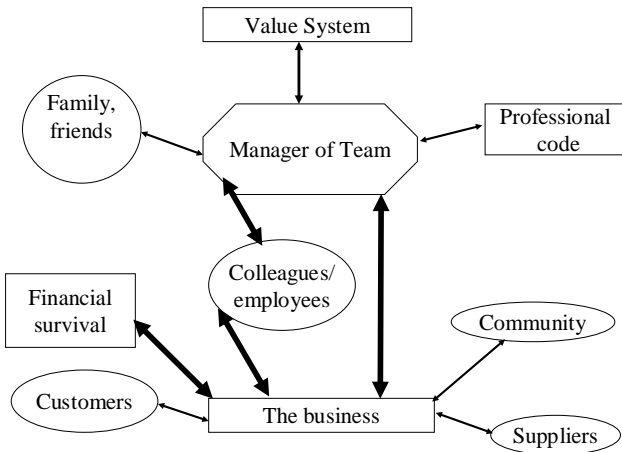 Value System
Family,
friends
Manager of Team
Professional
code
Colleagues/
employees
Financial
survival
Community
Customers
The business
Suppliers